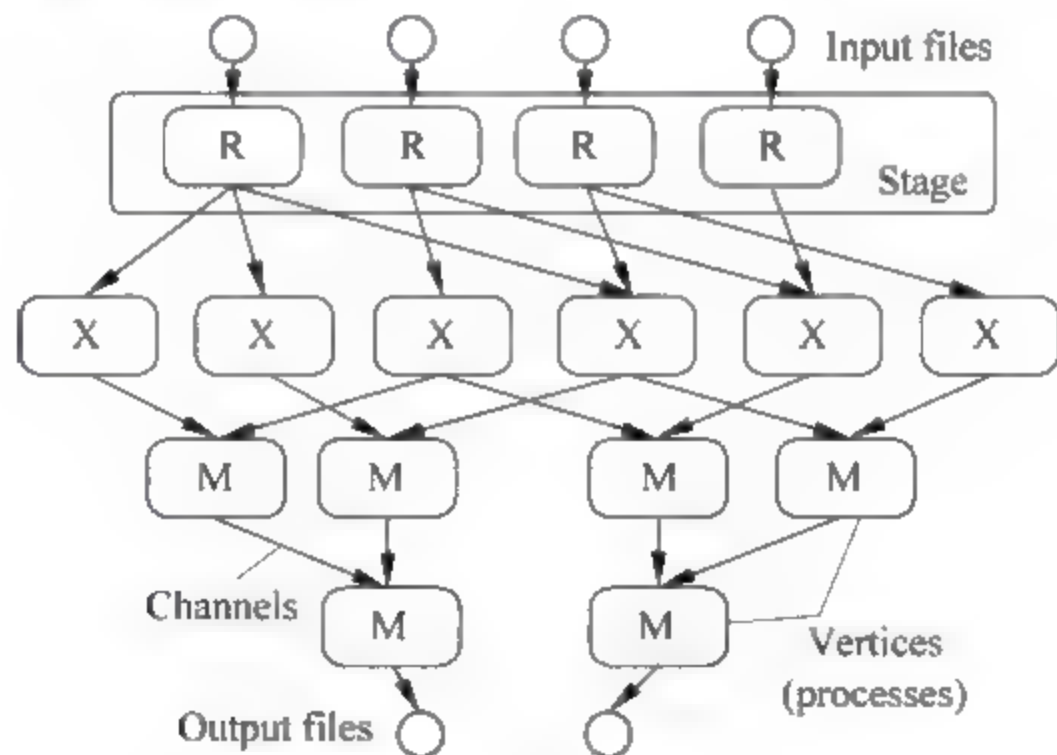 Input files
R R R R
Stage
X X X X X X
M M M M
Channels
M M
Vertices
(processes)
Output files